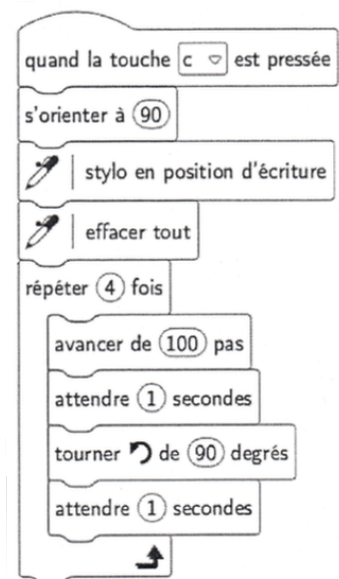 quand la touche c est pressée
s'orienter à 90
stylo en position d'écriture
effacer tout
répéter 4 fois
avancer de 100 pas
attendre 1 secondes
tourner de 90 degrés
attendre 1 secondes